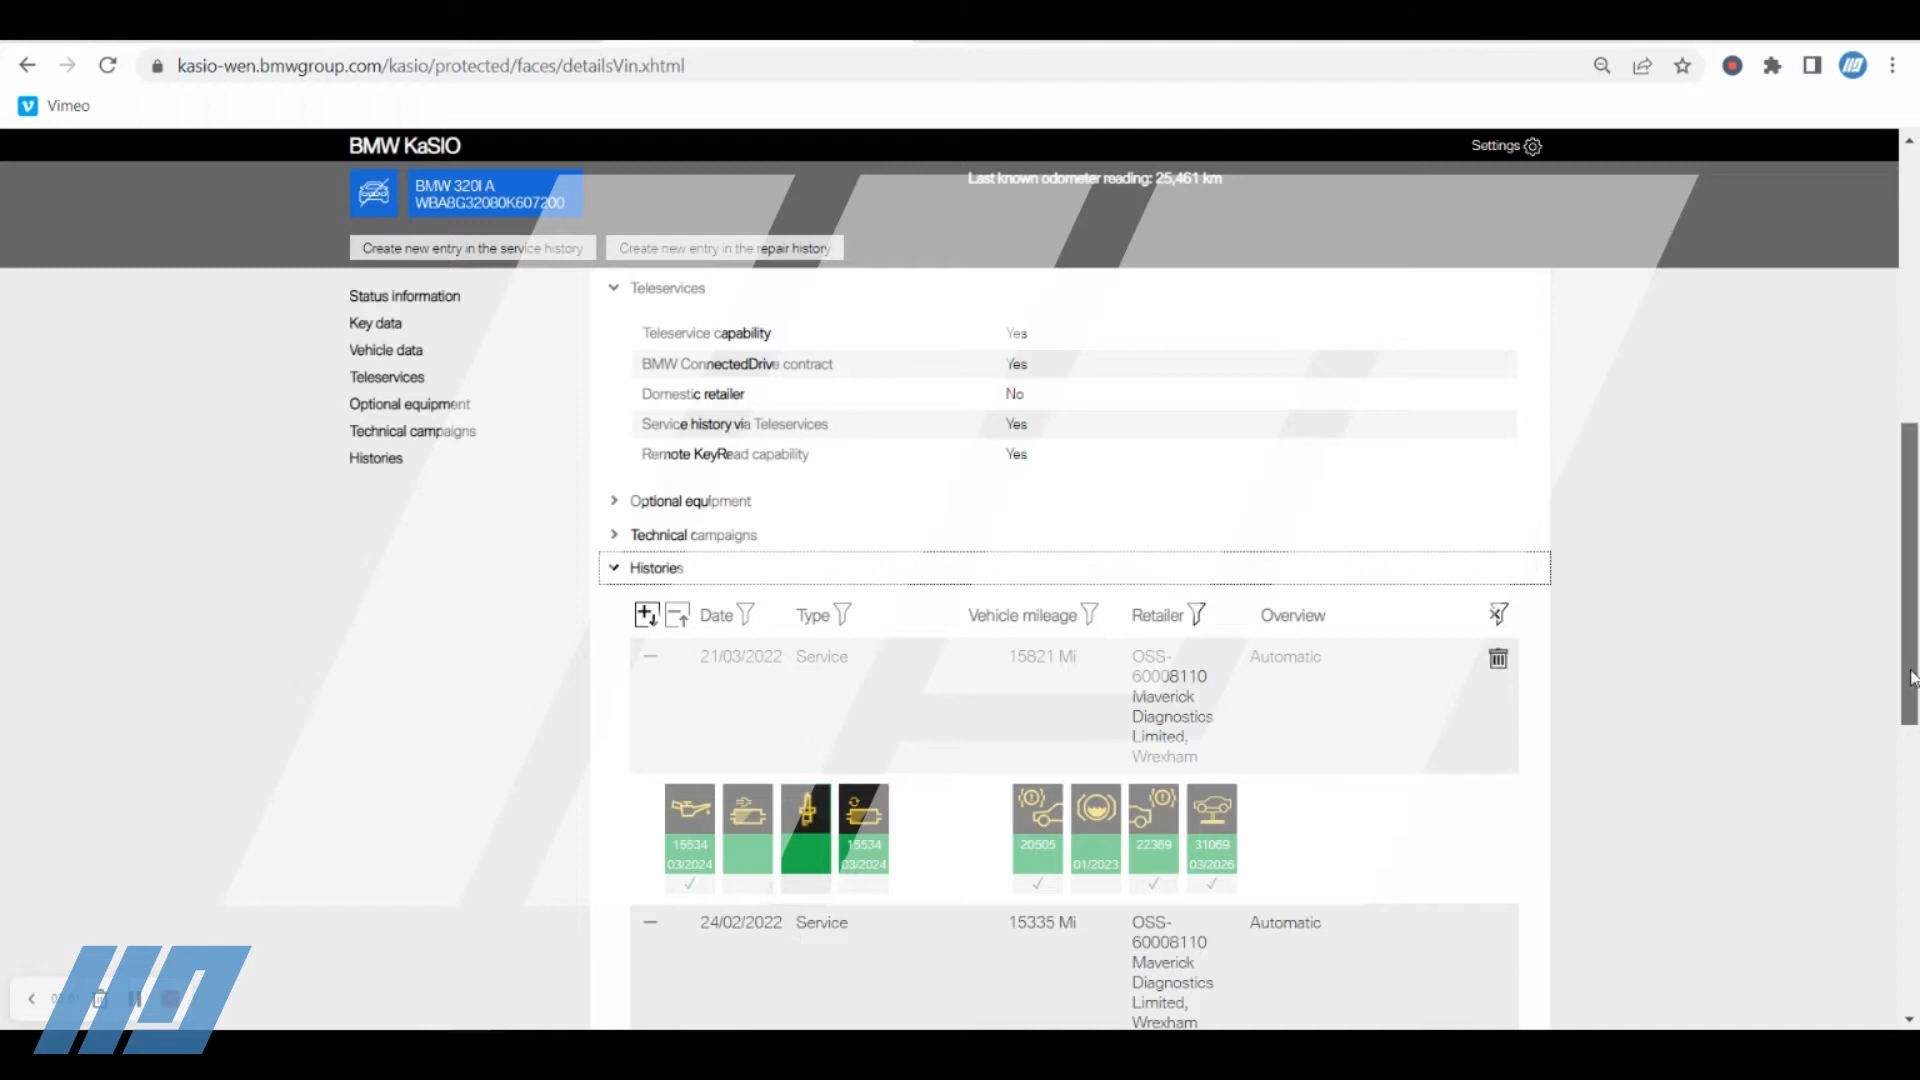 kasio-wen.bmwgroup.com/kasio/protected/faces/detailsVin.xhtml
Vimeo
BMW KaSIO
Settings
BMW 320I A
WBA8G32080K607200
Last known odometer reading: 25,461 km
Create new entry in the service history
Create new entry in the repair history
Status information
Key data
Vehicle data
Teleservices
Optional equipment
Technical campaigns
Histories
Teleservices
Teleservice capability Yes
BMW ConnectedDrive contract Yes
Domestic retailer No
Service history via Teleservices Yes
Remote KeyRead capability Yes
Optional equipment
Technical campaigns
Histories
Date Type Vehicle mileage Retailer Overview
21/03/2022 Service 15821 Mi OSS- Automatic
60008110
Maverick
Diagnostics
Limited,
Wrexham
15534 15534 20505 22369 31069
03/2024 03/2024 01/2023 03/2026
24/02/2022 Service 15335 Mi OSS- Automatic
60008110
Maverick
Diagnostics
Limited,
Wrexham